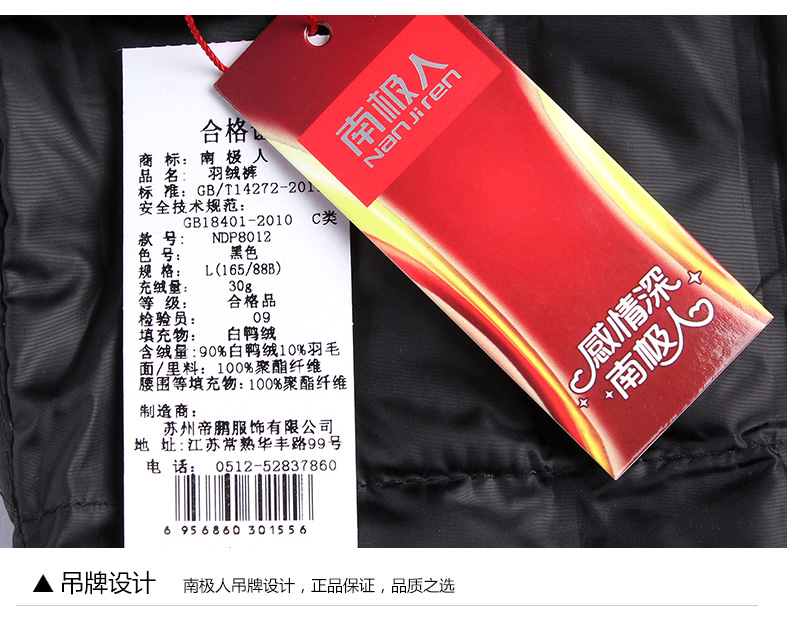 合格
商 标: 南 极 人
品 名: 羽绒裤
标 准: GB/T14272-201
安全技术规范:
GB18401-2010 C类
款 号: NDP8012
色 号: 黑色
规 格: L(165/88B)
充绒量: 30g
等 级: 合格品
检验员: 09
填充物: 白鸭绒
含绒量:90%白鸭绒10%羽毛
面/里料: 100%聚酯纤维
腰围等填充物:100%聚酯纤维
制造商:
苏州帝鹏服饰有限公司
地 址:江苏常熟华丰路99号
电 话: 0512-52837860
6 956860 301556
南极人
Nanjiren
感情深
南极人
▲ 吊牌设计 南极人吊牌设计，正品保证，品质之选